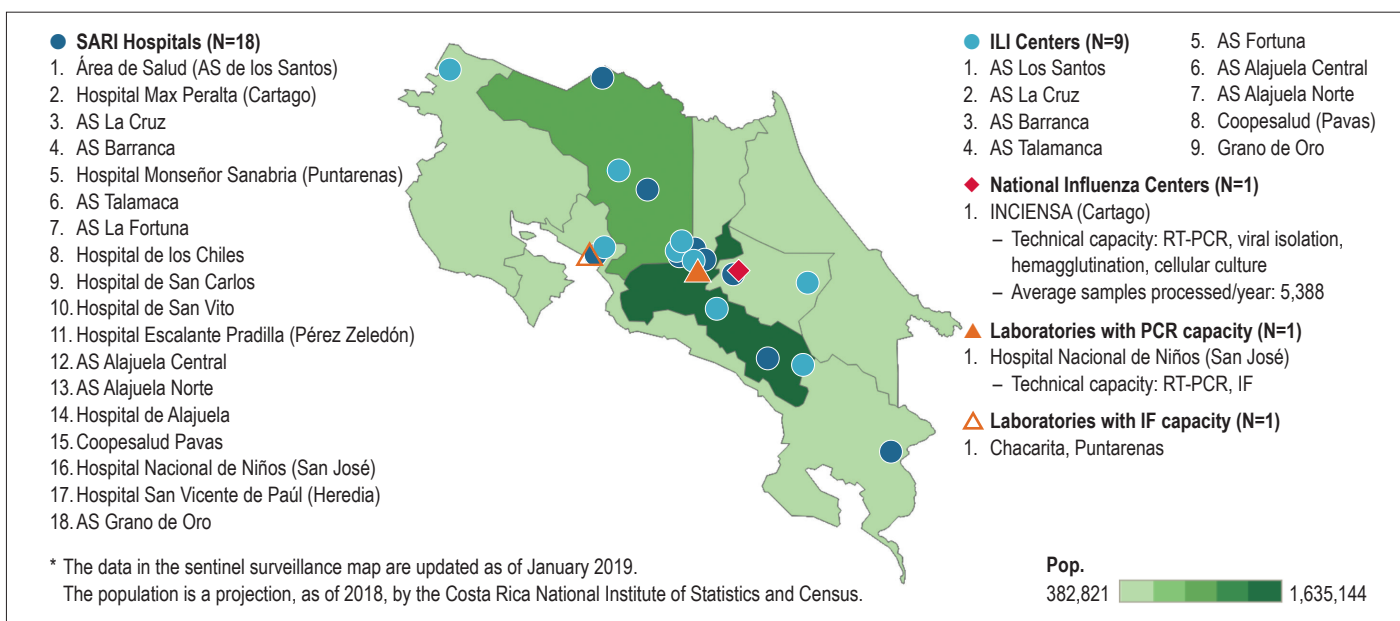 SARI Hospitals (N=18)
1. Área de Salud (AS de los Santos)
2. Hospital Max Peralta (Cartago)
3. AS La Cruz
4. AS Barranca
5. Hospital Monseñor Sanabria (Puntarenas)
6. AS Talamaca
7. AS La Fortuna
8. Hospital de los Chiles
9. Hospital de San Carlos
10. Hospital de San Vito
11. Hospital Escalante Pradilla (Pérez Zeledón)
12. AS Alajuela Central
13. AS Alajuela Norte
14. Hospital de Alajuela
15. Coopesalud Pavas
16. Hospital Nacional de Niños (San José)
17. Hospital San Vicente de Paúl (Heredia)
18. AS Grano de Oro
* The data in the sentinel surveillance map are updated as of January 2019.
The population is a projection, as of 2018, by the Costa Rica National Institute of Statistics and Census.
ILI Centers (N=9)
1. AS Los Santos
2. AS La Cruz
3. AS Barranca
4. AS Talamanca
5. AS Fortuna
6. AS Alajuela Central
7. AS Alajuela Norte
8. Coopesalud (Pavas)
9. Grano de Oro
National Influenza Centers (N=1)
1. INCIENSA (Cartago)
– Technical capacity: RT-PCR, viral isolation,
hemagglutination, cellular culture
– Average samples processed/year: 5,388
Laboratories with PCR capacity (N=1)
1. Hospital Nacional de Niños (San José)
– Technical capacity: RT-PCR, IF
Laboratories with IF capacity (N=1)
1. Chacarita, Puntarenas
Pop.
382,821 1,635,144